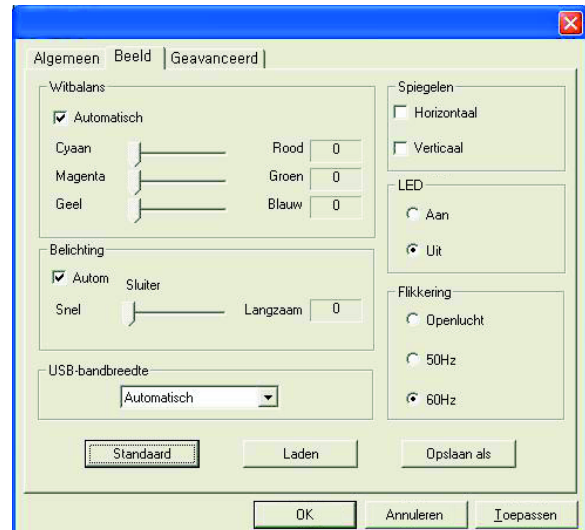 Algemeen Beeld Geavanceerd
Witbalans
Automatisch
Cyaan Rood 0
Magenta Groen 0
Geel Blauw 0
Belichting
Autom Sluiter
Snel Langzaam 0
USB-bandbreedte
Automatisch
Spiegelen
Horizontaal
Verticaal
LED
Aan
Uit
Flikkering
Openlucht
50Hz
60Hz
Standaard Laden Opslaan als
OK Annuleren Toepassen